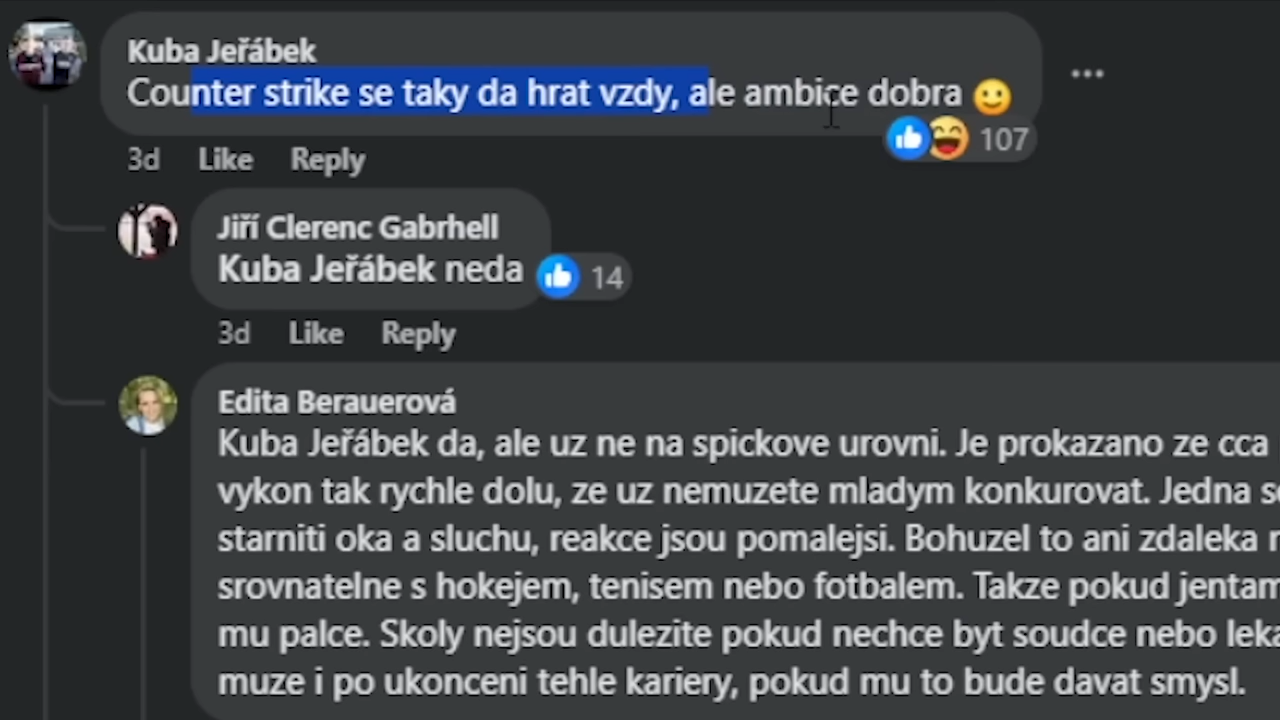 Kuba Jeřábek
Counter strike se taky da hrat vzdy, ale ambice dobra 🙂
107
3d Like Reply
Jiří Clerenc Gabrhell
Kuba Jeřábek neda
14
3d Like Reply
Edita Berauerová
Kuba Jeřábek da, ale uz ne na spickove urovni. Je prokazano ze cca
vykon tak rychle dolu, ze uz nemuzete mladym konkurovat. Jedna
starniti oka a sluchu, reakce jsou pomalejsi. Bohuzel to ani zdaleka
srovnatelne s hokejem, tenisem nebo fotbalem. Takze pokud jentam
mu palce. Skoly nejsou dulezite pokud nechce byt soudce nebo
muze i po ukonceni tehle kariery, pokud mu to bude davat smysl.